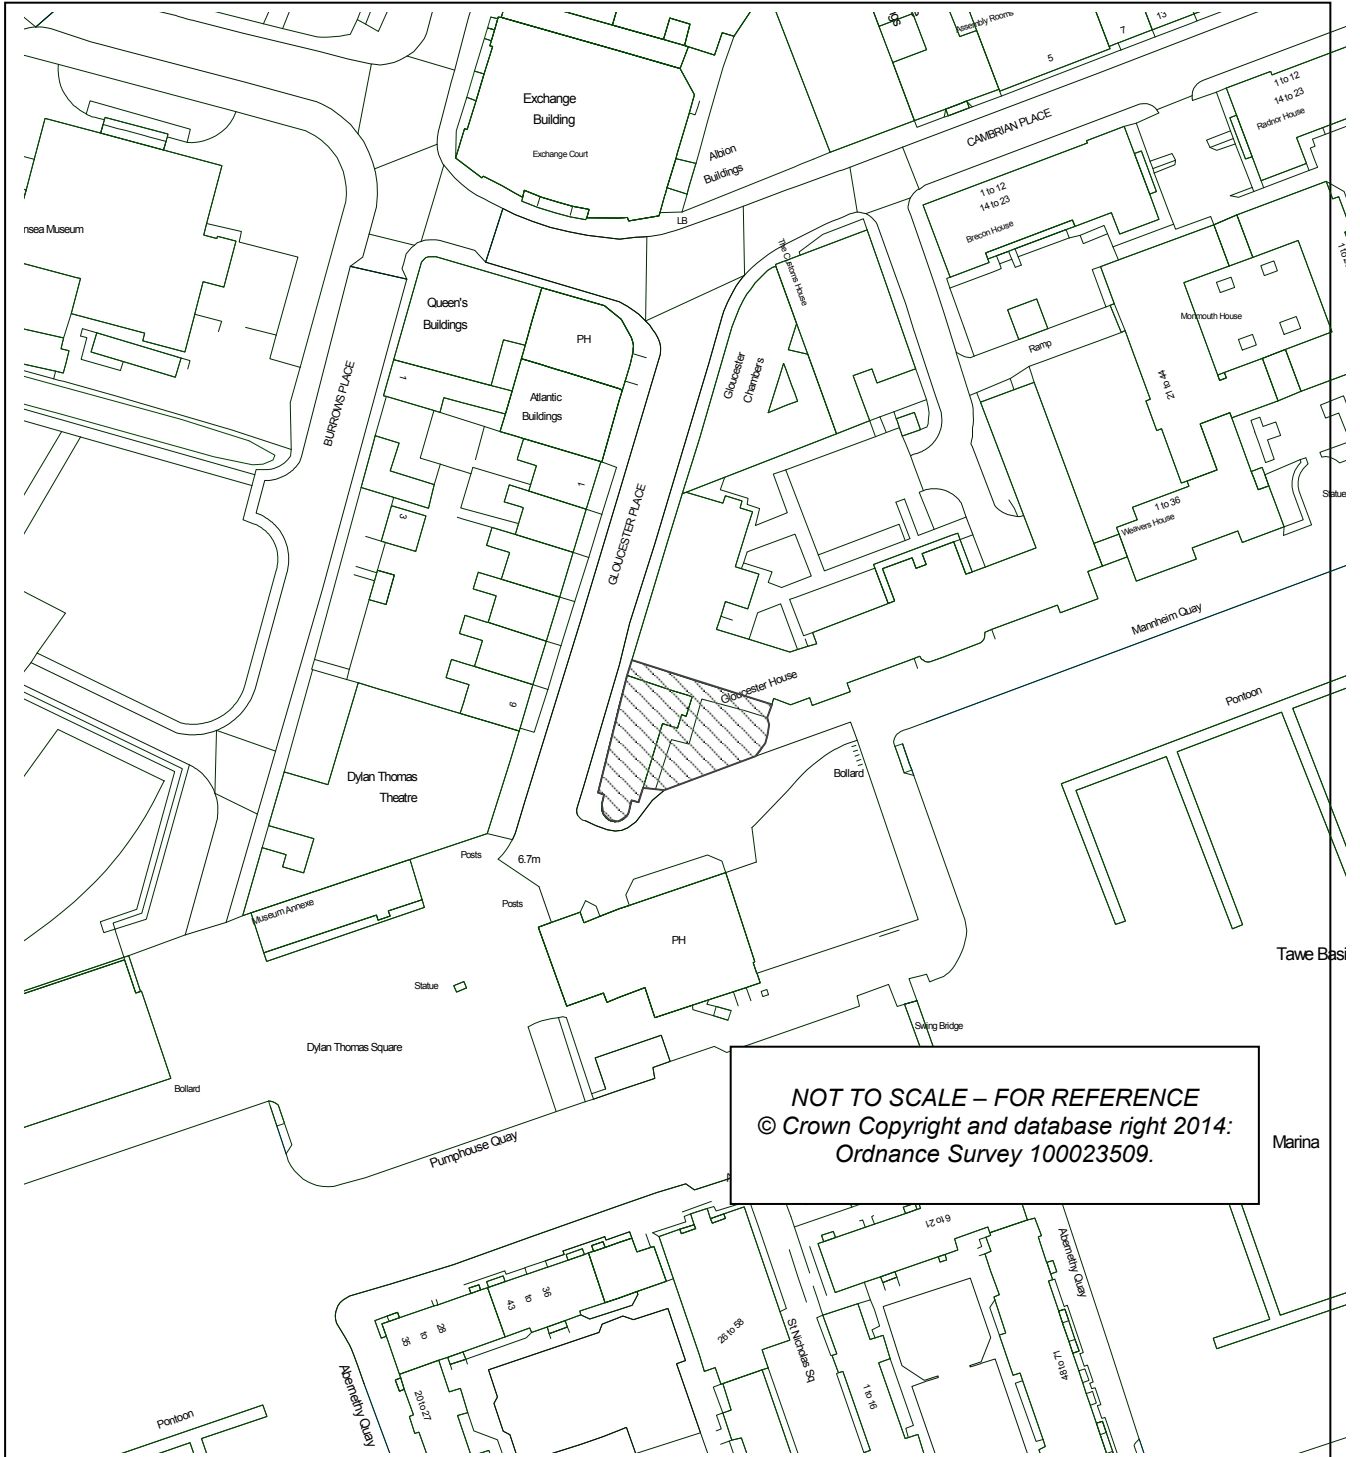 Assembly Rooms
5
7
13
Exchange
Building
Exchange Court
Albion
Buildings
LB
CAMBRIAN PLACE
1 to 12
14 to 23
Radnor House
1 to 12
14 to 23
Brecon House
nsea Museum
The Customs House
Queen's
Buildings
PH
Monmouth House
Ramp
BURROWS PLACE
1
Atlantic
Buildings
Gloucester
Chambers
21 to 44
GLOUCESTER PLACE
1
3
1 to 36
Weavers House
Statue
Mannheim Quay
Gloucester House
Pontoon
9
Dylan Thomas
Theatre
Bollard
Posts
6.7m
Posts
Museum Annexe
PH
Tawe Basi
Statue
Swing Bridge
Dylan Thomas Square
Bollard
NOT TO SCALE – FOR REFERENCE
© Crown Copyright and database right 2014:
Ordnance Survey 100023509.
Pumphouse Quay
Marina
6 to 21
Abernethy Quay
43 to 36
35 to 28
26 to 58
St Nicholas Sq
48 to 71
Abernethy Quay
20 to 27
1 to 16
Pontoon